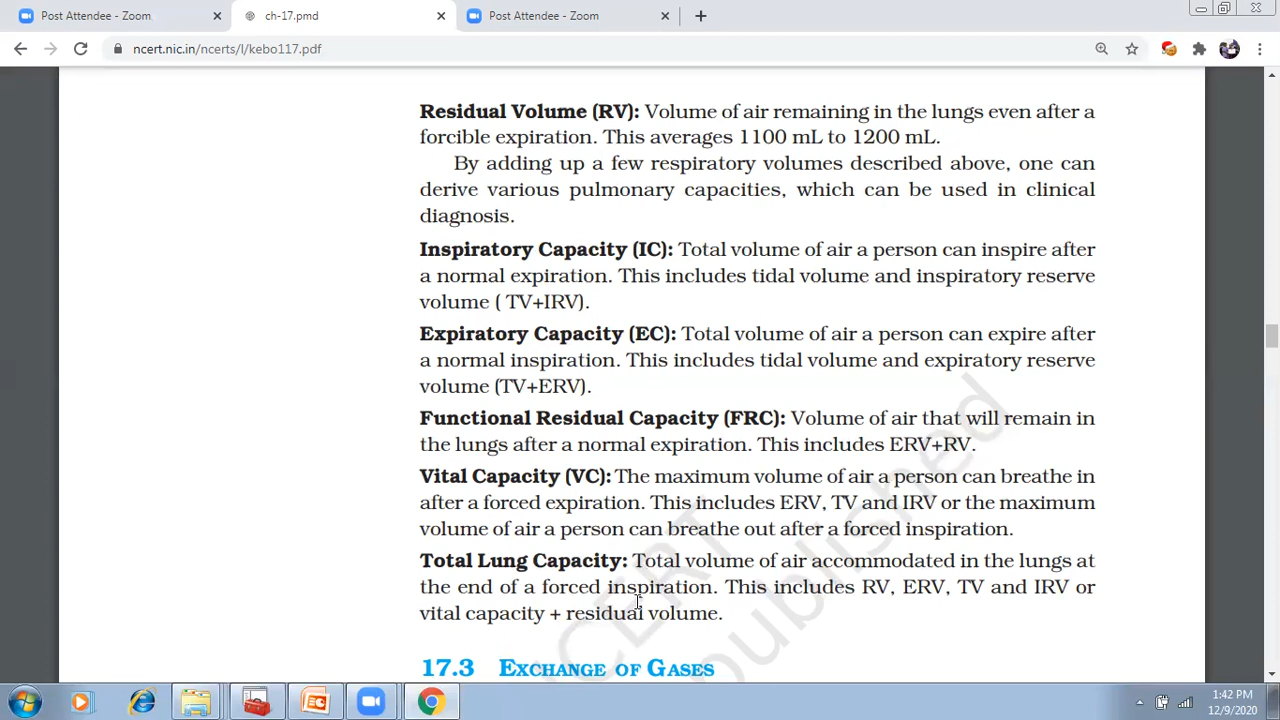 Post Attendee - Zoom
ch-17.pmd
Post Attendee - Zoom
ncert.nic.in/ncerts/l/kebo117.pdf
Residual Volume (RV): Volume of air remaining in the lungs even after a
forcible expiration. This averages 1100 mL to 1200 mL.
By adding up a few respiratory volumes described above, one can
derive various pulmonary capacities, which can be used in clinical
diagnosis.
Inspiratory Capacity (IC): Total volume of air a person can inspire after
a normal expiration. This includes tidal volume and inspiratory reserve
volume ( TV+IRV).
Expiratory Capacity (EC): Total volume of air a person can expire after
a normal inspiration. This includes tidal volume and expiratory reserve
volume (TV+ERV).
Functional Residual Capacity (FRC): Volume of air that will remain in
the lungs after a normal expiration. This includes ERV+RV.
Vital Capacity (VC): The maximum volume of air a person can breathe in
after a forced expiration. This includes ERV, TV and IRV or the maximum
volume of air a person can breathe out after a forced inspiration.
Total Lung Capacity: Total volume of air accommodated in the lungs at
the end of a forced inspiration. This includes RV, ERV, TV and IRV or
vital capacity + residual volume.
17.3 EXCHANGE OF GASES
CERT
published
1:42 PM
12/9/2020